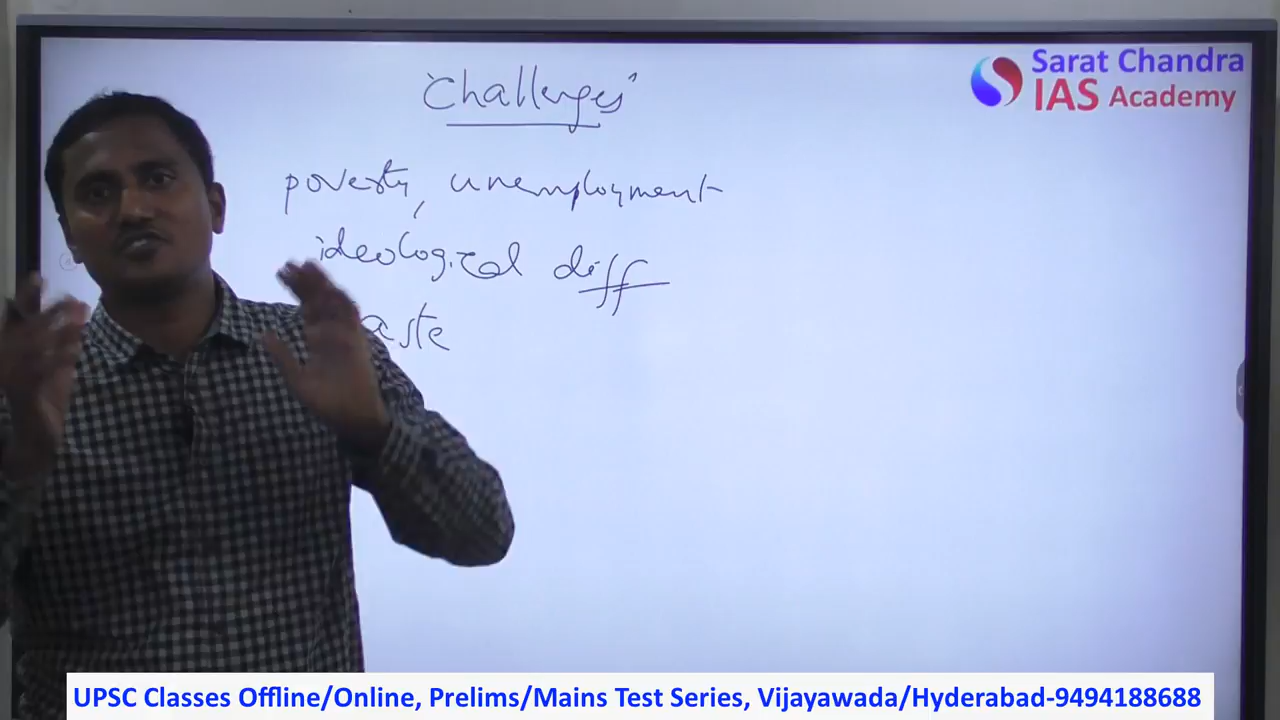 "Challenges"
Sarat Chandra
IAS Academy
poverty, unemployment
ideological diff
aste
UPSC Classes Offline/Online, Prelims/Mains Test Series, Vijayawada/Hyderabad-9494188688